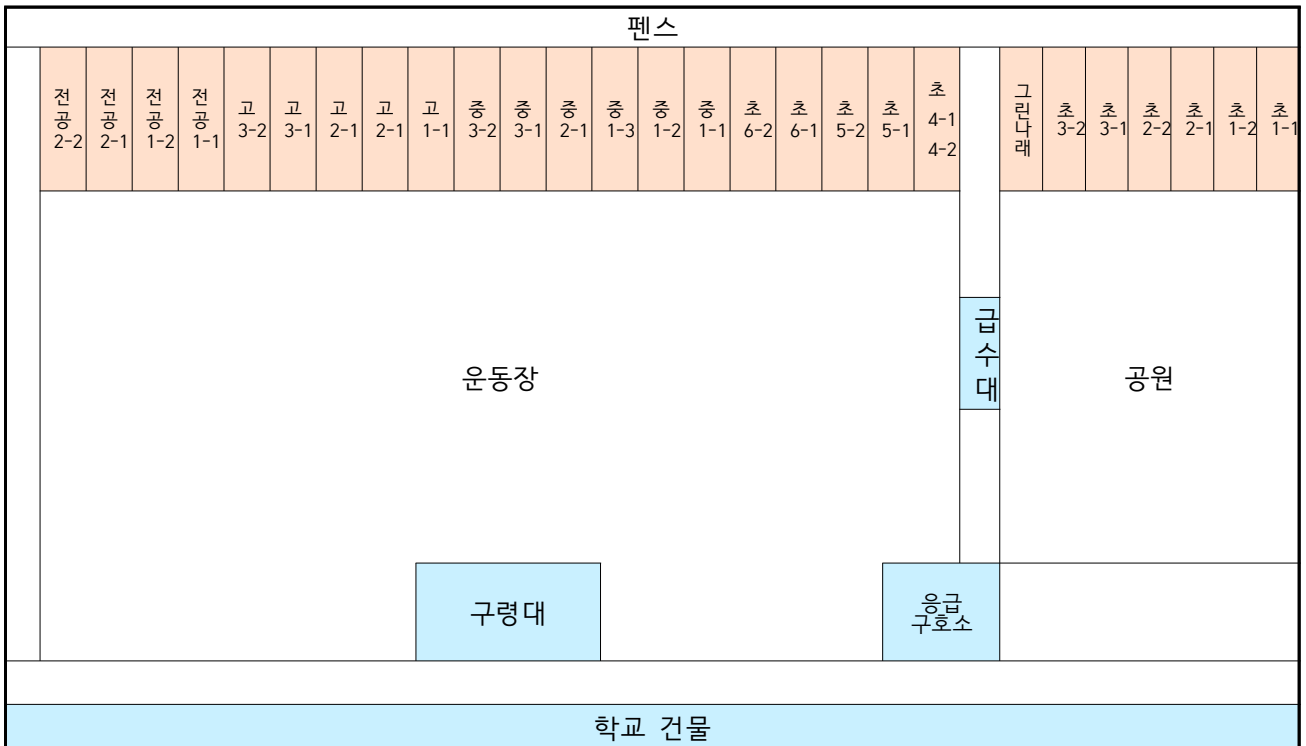 펜스
전공 2-2
전공 2-1
전공 1-2
전공 1-1
고 3-2
고 3-1
고 2-1
고 2-1
고 1-1
중 3-2
중 3-1
중 2-1
중 1-3
중 1-2
중 1-1
초 6-2
초 6-1
초 5-2
초 5-1
초 4-1 4-2
그린나래
초 3-2
초 3-1
초 2-2
초 2-1
초 1-2
초 1-1
운동장
급수대
공원
구령대
응급
구호소
학교 건물